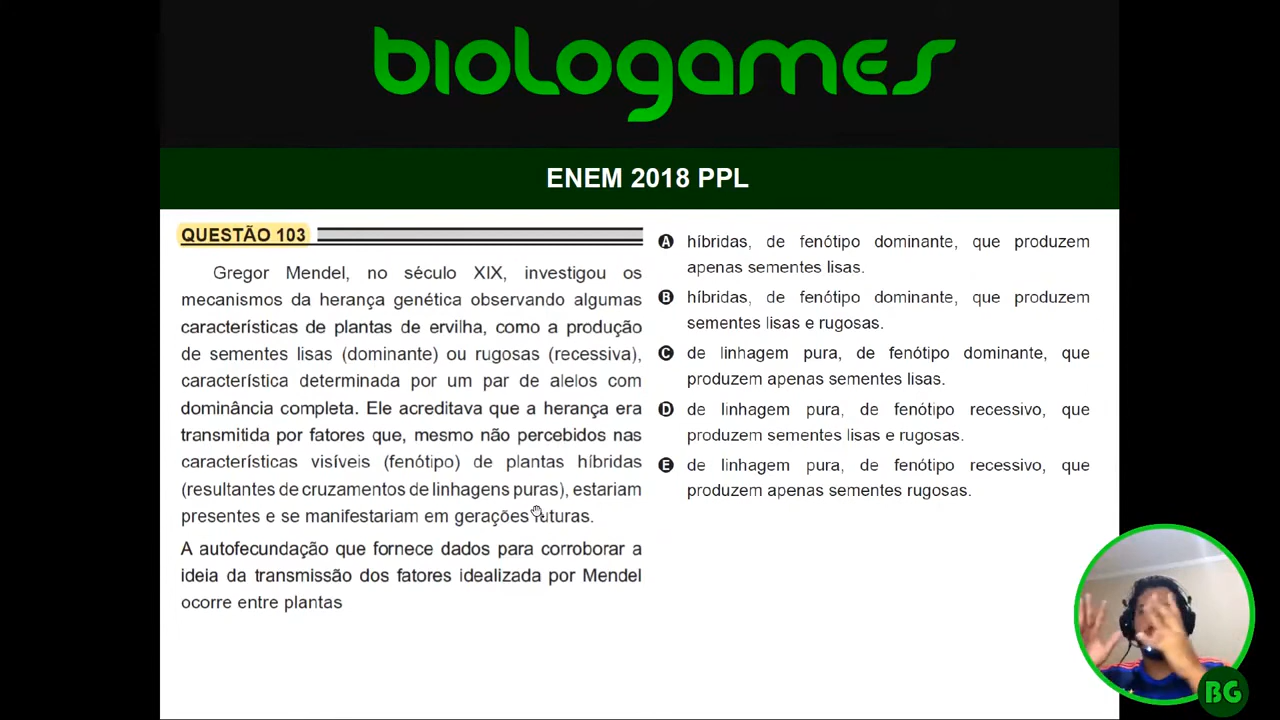 biologames
ENEM 2018 PPL
QUESTÃO 103
Gregor Mendel, no século XIX, investigou os
mecanismos da herança genética observando algumas
características de plantas de ervilha, como a produção
de sementes lisas (dominante) ou rugosas (recessiva),
característica determinada por um par de alelos com
dominância completa. Ele acreditava que a herança era
transmitida por fatores que, mesmo não percebidos nas
características visíveis (fenótipo) de plantas híbridas
(resultantes de cruzamentos de linhagens puras), estariam
presentes e se manifestariam em gerações futuras.
A autofecundação que fornece dados para corroborar a
ideia da transmissão dos fatores idealizada por Mendel
ocorre entre plantas
A híbridas, de fenótipo dominante, que produzem
apenas sementes lisas.
B híbridas, de fenótipo dominante, que produzem
sementes lisas e rugosas.
C de linhagem pura, de fenótipo dominante, que
produzem apenas sementes lisas.
D de linhagem pura, de fenótipo recessivo, que
produzem sementes lisas e rugosas.
E de linhagem pura, de fenótipo recessivo, que
produzem apenas sementes rugosas.
BG